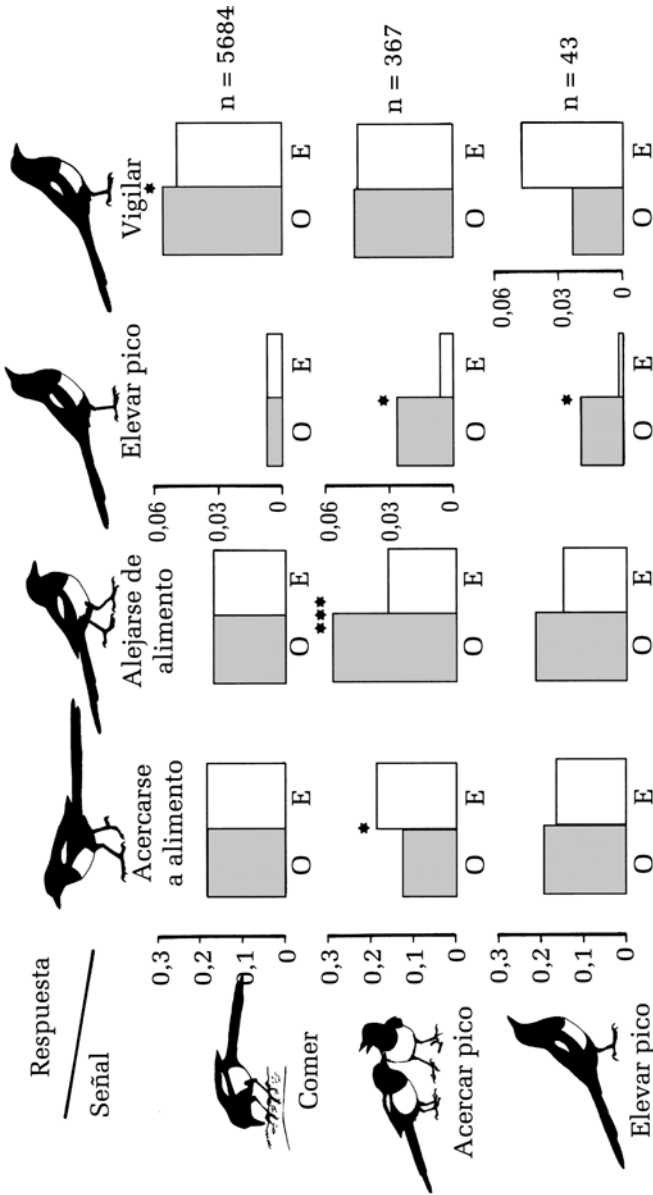 Respuesta
Señal
Acercarse
a alimento
Alejarse de
alimento
Elevar pico
Vigilar
Comer
0,3
0,2
0,1
0
O E
O E
0,06
0,03
0
O E
*
O E
n = 5684
Acercar pico
0,3
0,2
0,1
0
*
O E
***
O E
0,06
0,03
0
*
O E
O E
n = 367
Elevar pico
0,3
0,2
0,1
0
O E
O E
*
O E
0,06
0,03
0
O E
n = 43